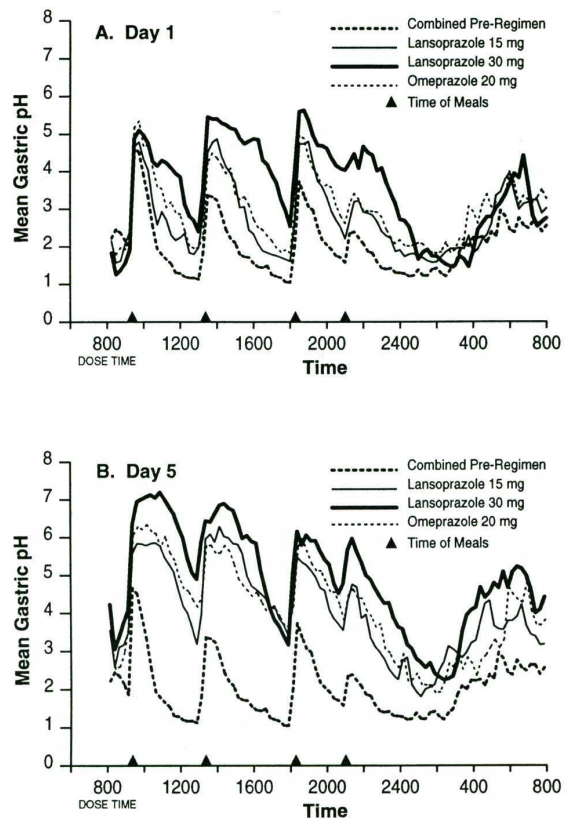 A. Day 1
Combined Pre-Regimen
Lansoprazole 15 mg
Lansoprazole 30 mg
Omeprazole 20 mg
Time of Meals
Mean Gastric pH
8
7
6
5
4
3
2
1
0
800 1200 1600 2000 2400 400 800
DOSE TIME
Time
B. Day 5
Combined Pre-Regimen
Lansoprazole 15 mg
Lansoprazole 30 mg
Omeprazole 20 mg
Time of Meals
Mean Gastric pH
8
7
6
5
4
3
2
1
0
800 1200 1600 2000 2400 400 800
DOSE TIME
Time